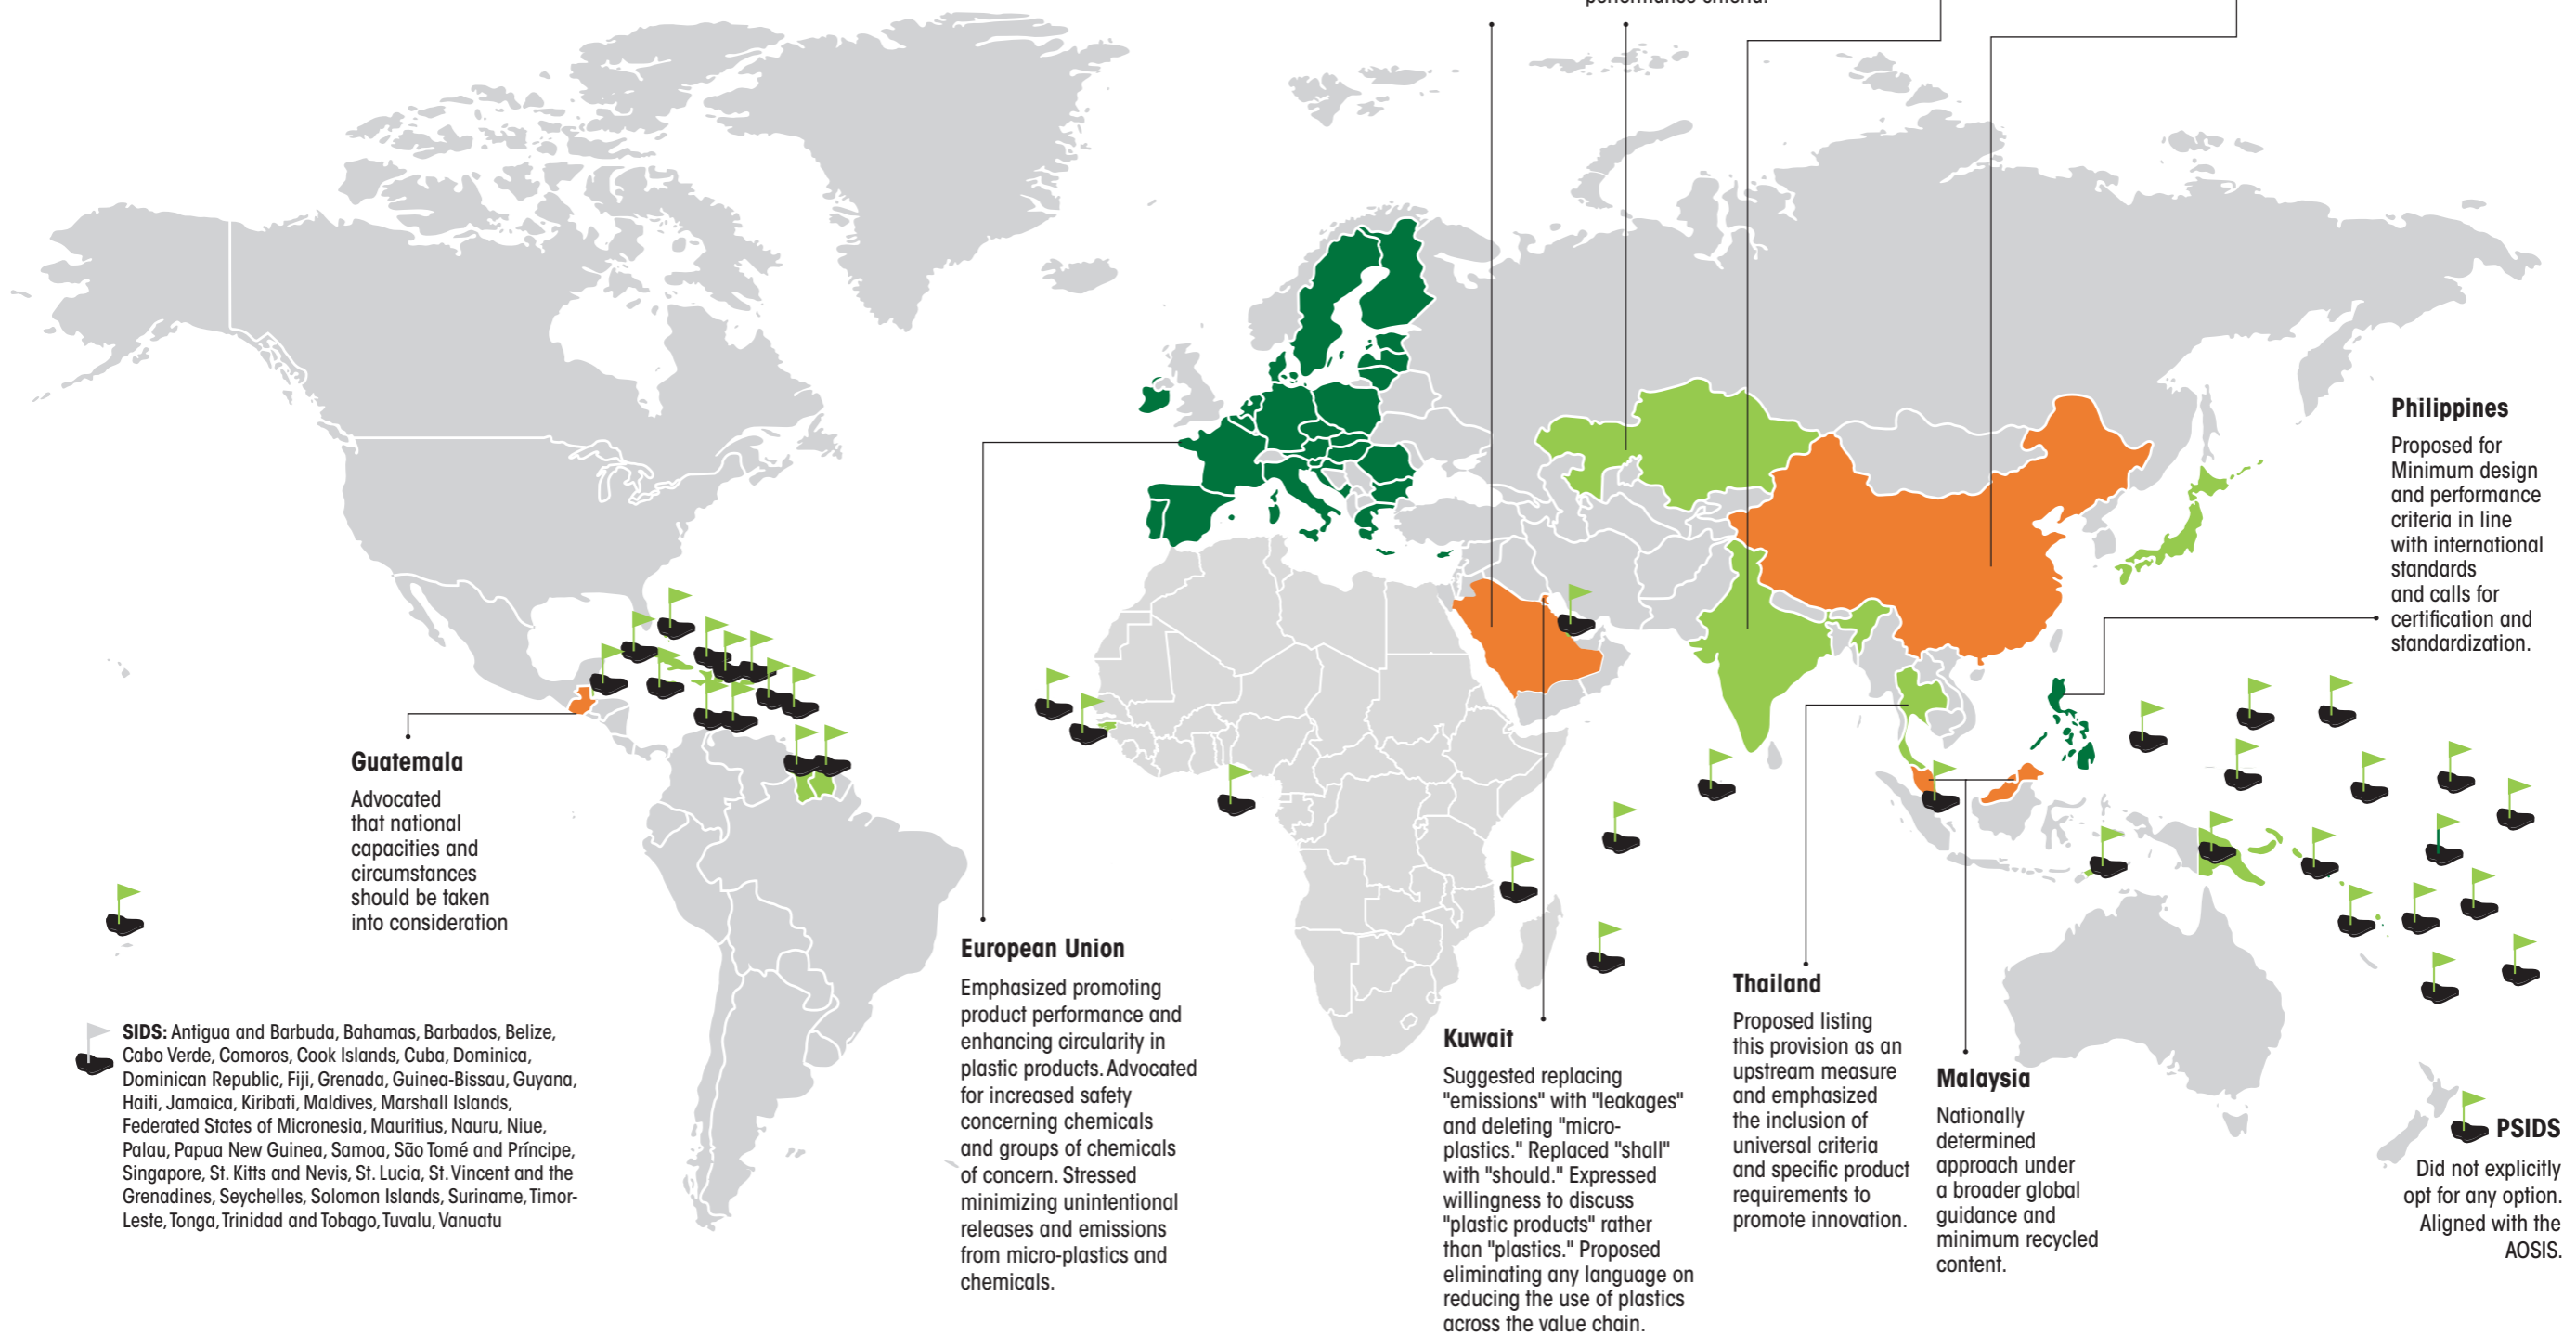 Philippines
Proposed for
Minimum design
and performance
criteria in line
with international
standards
and calls for
certification and
standardization.
Guatemala
Advocated
that national
capacities and
circumstances
should be taken
into consideration
European Union
Emphasized promoting
product performance and
enhancing circularity in
plastic products. Advocated
for increased safety
concerning chemicals
and groups of chemicals
of concern. Stressed
minimizing unintentional
releases and emissions
from micro-plastics and
chemicals.
Kuwait
Suggested replacing
"emissions" with "leakages"
and deleting "micro-
plastics." Replaced "shall"
with "should." Expressed
willingness to discuss
"plastic products" rather
than "plastics." Proposed
eliminating any language on
reducing the use of plastics
across the value chain.
Thailand
Proposed listing
this provision as an
upstream measure
and emphasized
the inclusion of
universal criteria
and specific product
requirements to
promote innovation.
Malaysia
Nationally
determined
approach under
a broader global
guidance and
minimum recycled
content.
SIDS: Antigua and Barbuda, Bahamas, Barbados, Belize,
Cabo Verde, Comoros, Cook Islands, Cuba, Dominica,
Dominican Republic, Fiji, Grenada, Guinea-Bissau, Guyana,
Haiti, Jamaica, Kiribati, Maldives, Marshall Islands,
Federated States of Micronesia, Mauritius, Nauru, Niue,
Palau, Papua New Guinea, Samoa, São Tomé and Príncipe,
Singapore, St. Kitts and Nevis, St. Lucia, St. Vincent and the
Grenadines, Seychelles, Solomon Islands, Suriname, Timor-
Leste, Tonga, Trinidad and Tobago, Tuvalu, Vanuatu
PSIDS
Did not explicitly
opt for any option.
Aligned with the
AOSIS.